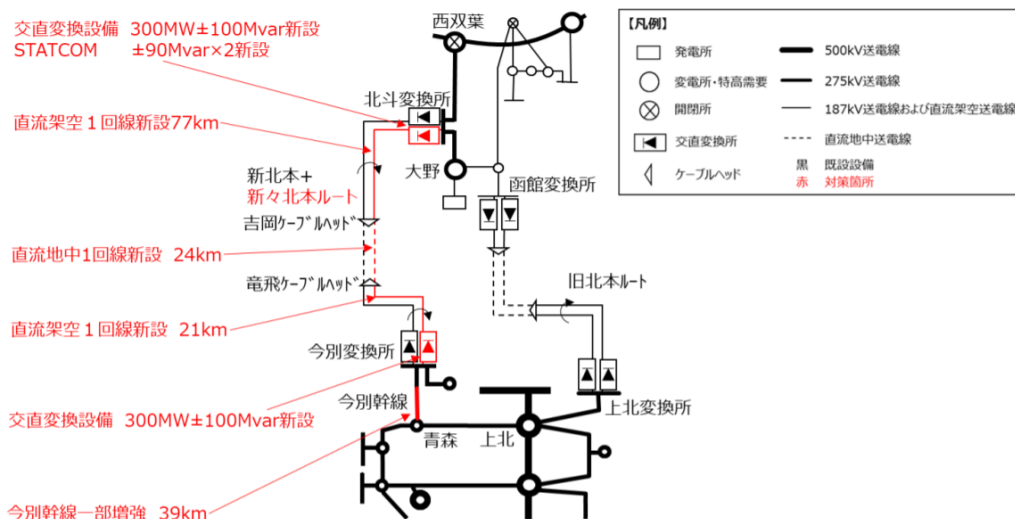 交直変換設備 300MW±100Mvar新設
STATCOM ±90Mvar×2新設
直流架空１回線新設77km
新北本+
新々北本ルート
吉岡ケーブルヘッド
直流地中1回線新設 24km
竜飛ケーブルヘッド
直流架空１回線新設 21km
今別変換所
交直変換設備 300MW±100Mvar新設
今別幹線
今別幹線一部増強 39km
西双葉
北斗変換所
大野
函館変換所
旧北本ルート
上北変換所
青森
上北
【凡例】
発電所
変電所・特高需要
開閉所
交直変換所
ケーブルヘッド
500kV送電線
275kV送電線
187kV送電線および直流架空送電線
直流地中送電線
黒 既設設備
赤 対策箇所